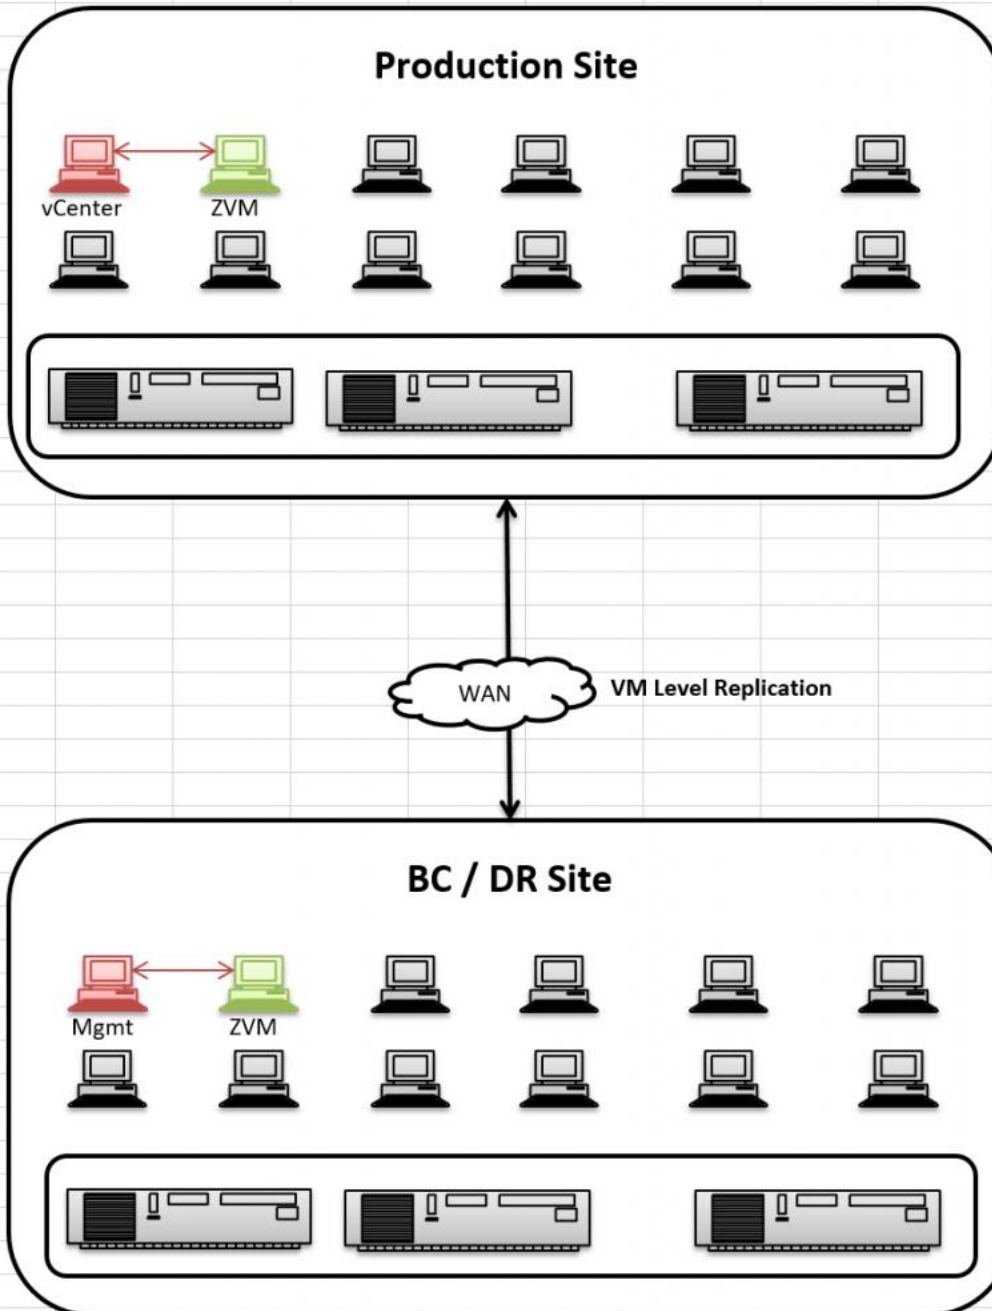 Production Site
vCenter
ZVM
WAN
VM Level Replication
BC / DR Site
Mgmt
ZVM